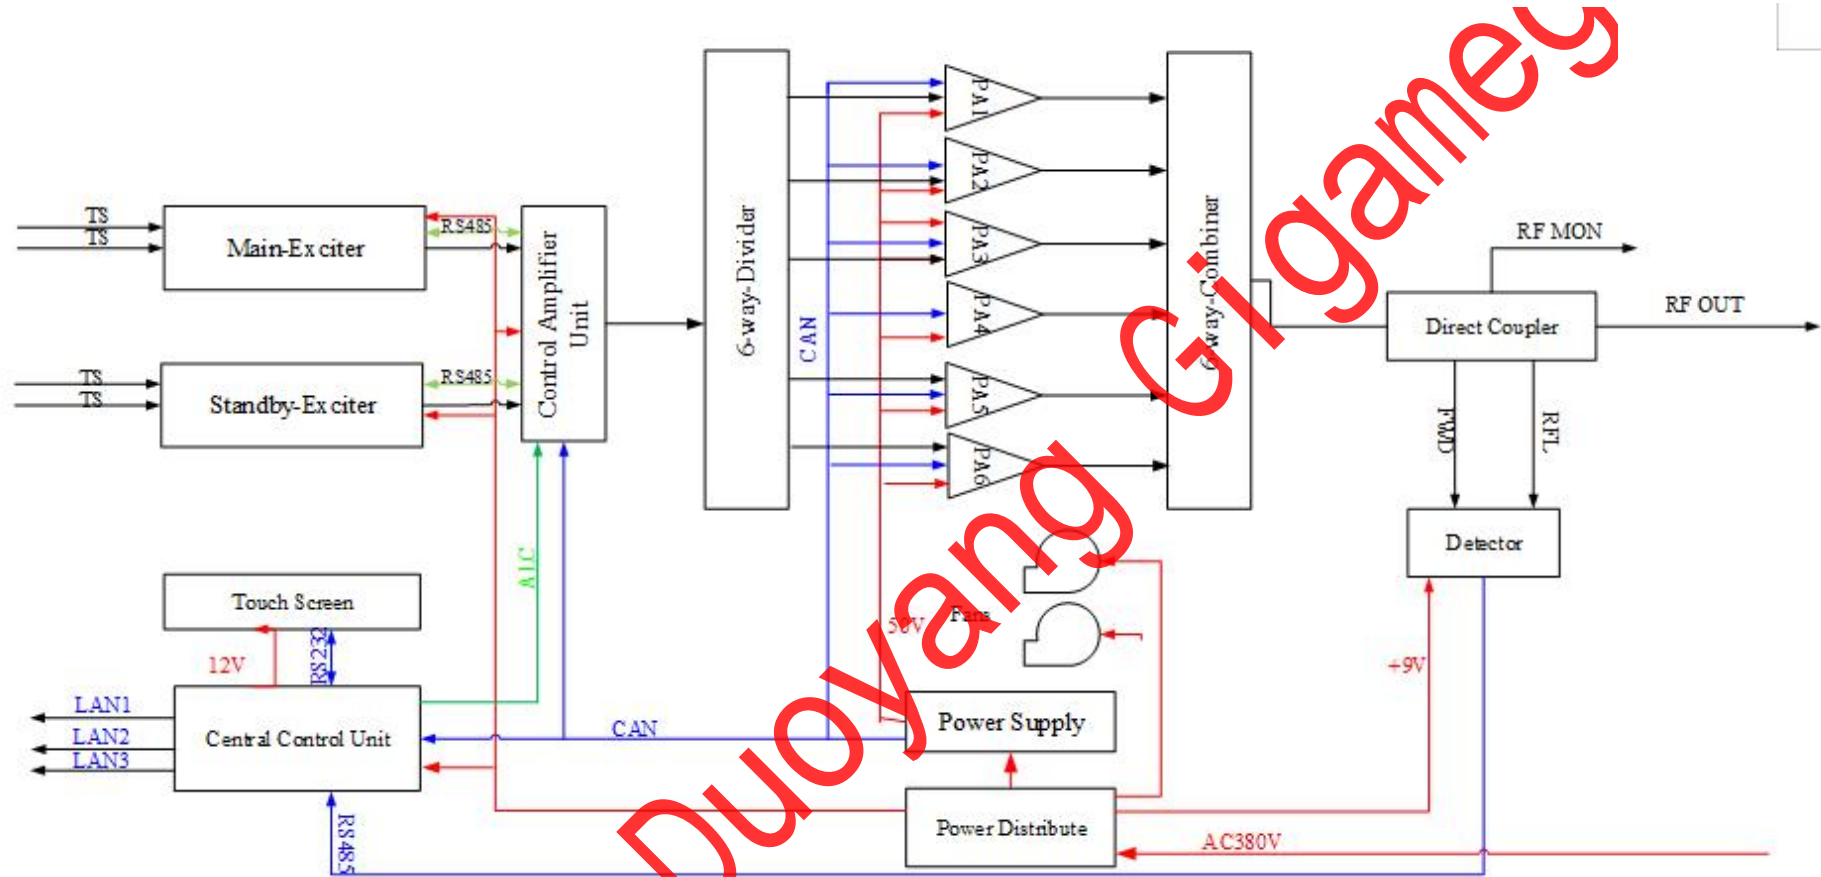 TS
TS
Main-Exciter
RS485
Control Amplifier
Unit
TS
TS
Standby-Exciter
RS485
6-way-Divider
CAN
PA1
PA2
PA3
PA4
PA5
PA6
6-way-Combiner
RF MON
Direct Coupler
RF OUT
FWD
RFL
Detector
ALC
Touch Screen
12V
RS232
LAN1
LAN2
LAN3
Central Control Unit
CAN
RS485
50V
Fans
Power Supply
Power Distribute
+9V
AC380V
Duoyang Gigameg